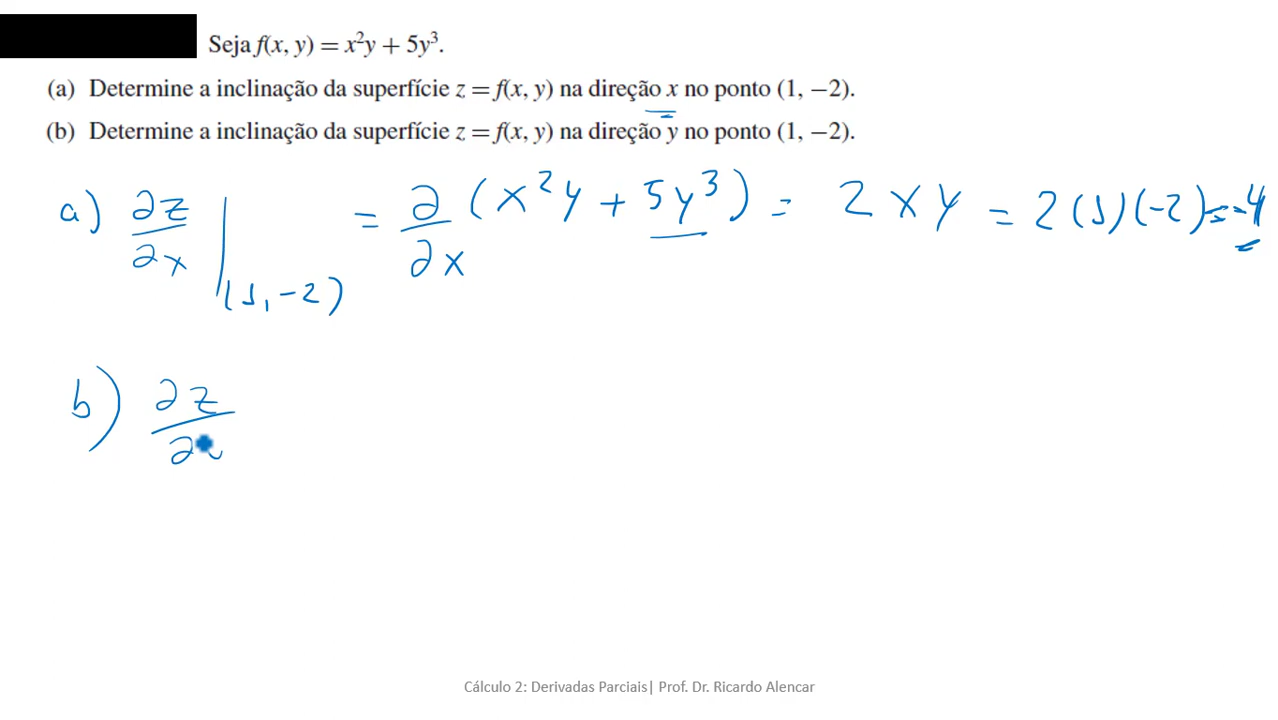 Seja f(x, y) = x²y + 5y³.
(a) Determine a inclinação da superfície z = f(x, y) na direção x no ponto (1, −2).
(b) Determine a inclinação da superfície z = f(x, y) na direção y no ponto (1, −2).
a) ∂z/∂x |(1,-2) = ∂/∂x (x²y + 5y³) = 2xy = 2(1)(-2) = -4
b) ∂z/∂
Cálculo 2: Derivadas Parciais| Prof. Dr. Ricardo Alencar